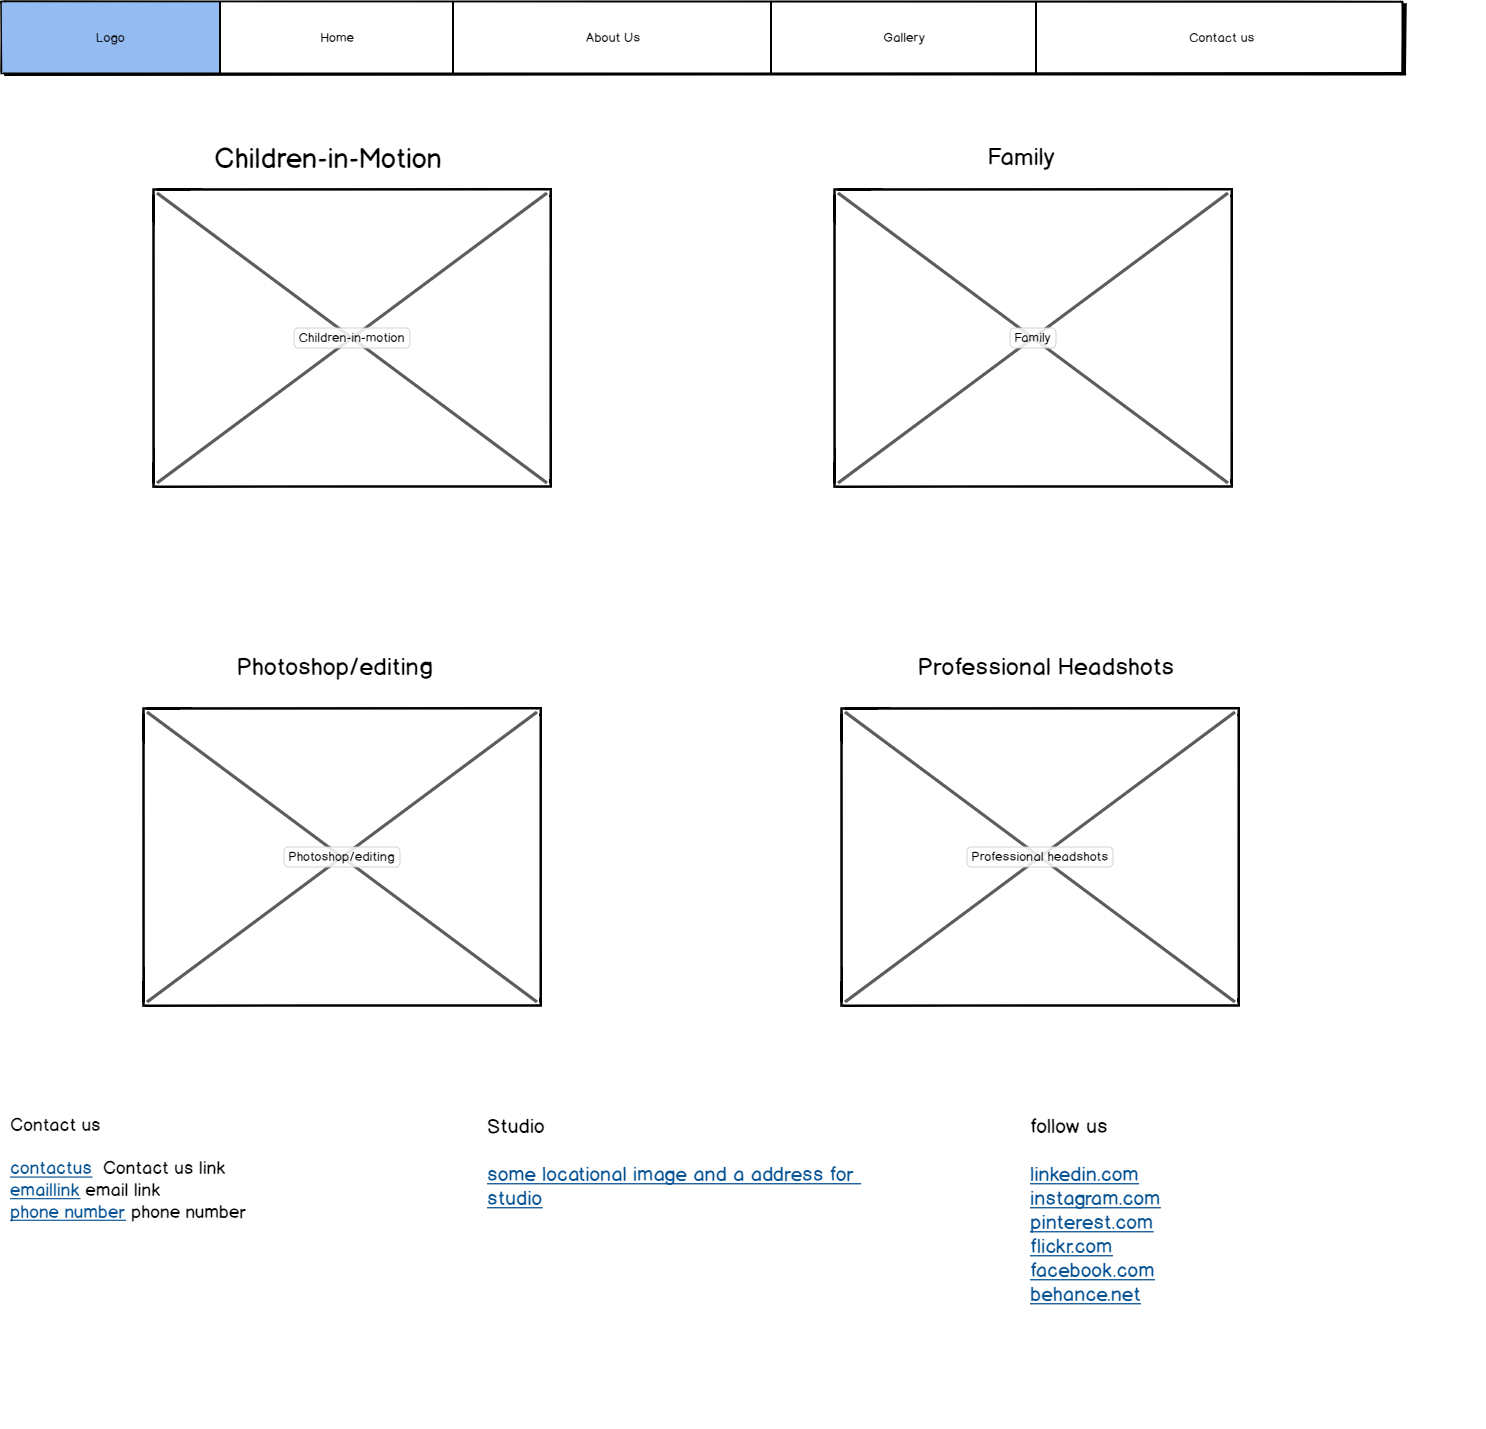 Logo
Home
About Us
Gallery
Contact us
Children-in-Motion
Family
Children-in-motion
Family
Photoshop/editing
Professional Headshots
Photoshop/editing
Professional headshots
Contact us
contactus Contact us link
emaillink email link
phone number phone number
Studio
some locational image and a address for
studio
follow us
linkedin.com
instagram.com
pinterest.com
flickr.com
facebook.com
behance.net